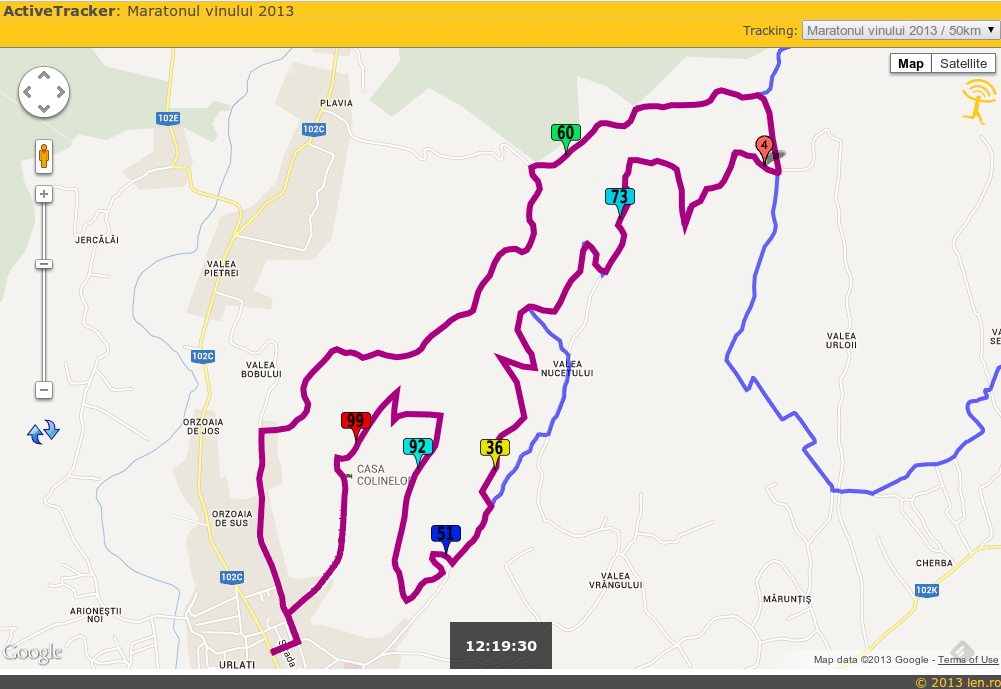 ActiveTracker: Maratonul vinului 2013
Tracking: Maratonul vinului 2013 / 50km
Map Satellite
PLAVIA
102E
102C
60
4
73
JERCĂLĂI
VALEA
PIETREI
102C
VALEA
BOBULUI
VALEA
NUCETULUI
VALEA
URLOII
VA
SE
ORZOAIA
DE JOS
99
92
36
CASA
COLINELOR
ORZOAIA
DE SUS
51
102C
VALEA
VRÂNGULUI
CHERBA
102K
MĂRUNȚIȘ
ARIONEȘTII
NOI
12:19:30
Google
URLATI
Strada
Map data ©2013 Google - Terms of Use
© 2013 len.ro